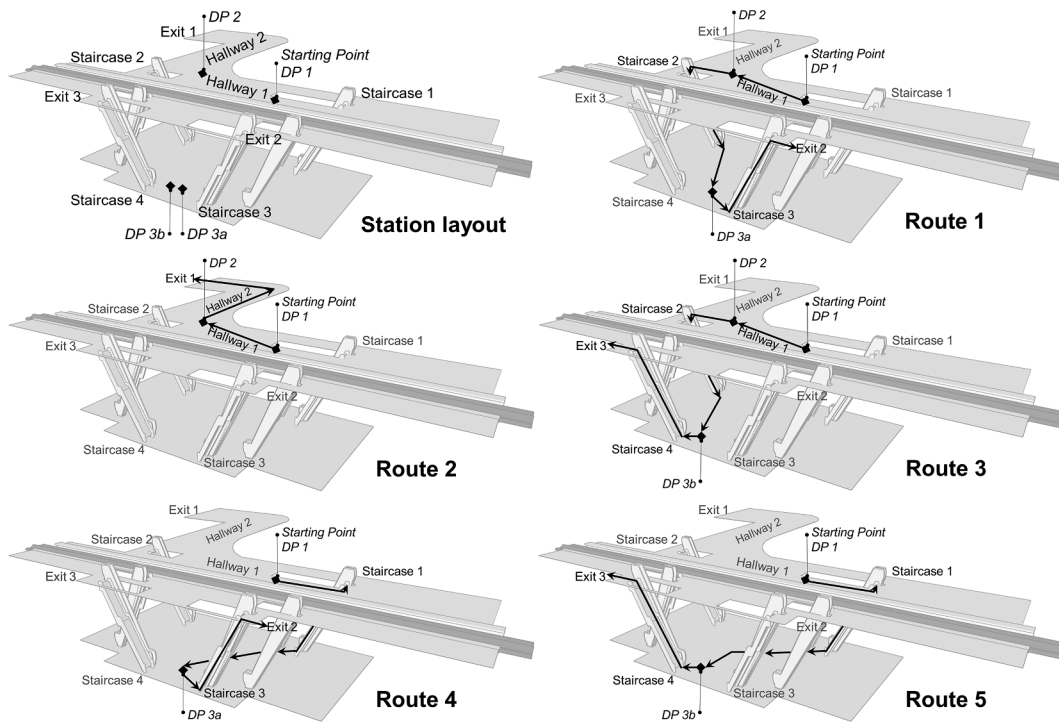 DP 2
Exit 1
Hallway 2
Staircase 2
Starting Point
DP 1
Hallway 1
Exit 3
Staircase 1
Exit 2
Staircase 4
Staircase 3
DP 3b
DP 3a
Station layout
DP 2
Exit 1
Hallway 2
Staircase 2
Starting Point
DP 1
Hallway 1
Exit 3
Staircase 1
Exit 2
Staircase 4
Staircase 3
DP 3a
Route 1
DP 2
Exit 1
Hallway 2
Staircase 2
Starting Point
DP 1
Hallway 1
Exit 3
Staircase 1
Exit 2
Staircase 4
Staircase 3
Route 2
DP 2
Exit 1
Hallway 2
Staircase 2
Starting Point
DP 1
Hallway 1
Exit 3
Staircase 1
Exit 2
Staircase 4
Staircase 3
DP 3b
Route 3
Exit 1
Hallway 2
Staircase 2
Starting Point
DP 1
Hallway 1
Exit 3
Staircase 1
Exit 2
Staircase 4
Staircase 3
DP 3a
Route 4
Exit 1
Hallway 2
Staircase 2
Starting Point
DP 1
Hallway 1
Exit 3
Staircase 1
Exit 2
Staircase 4
Staircase 3
DP 3b
Route 5